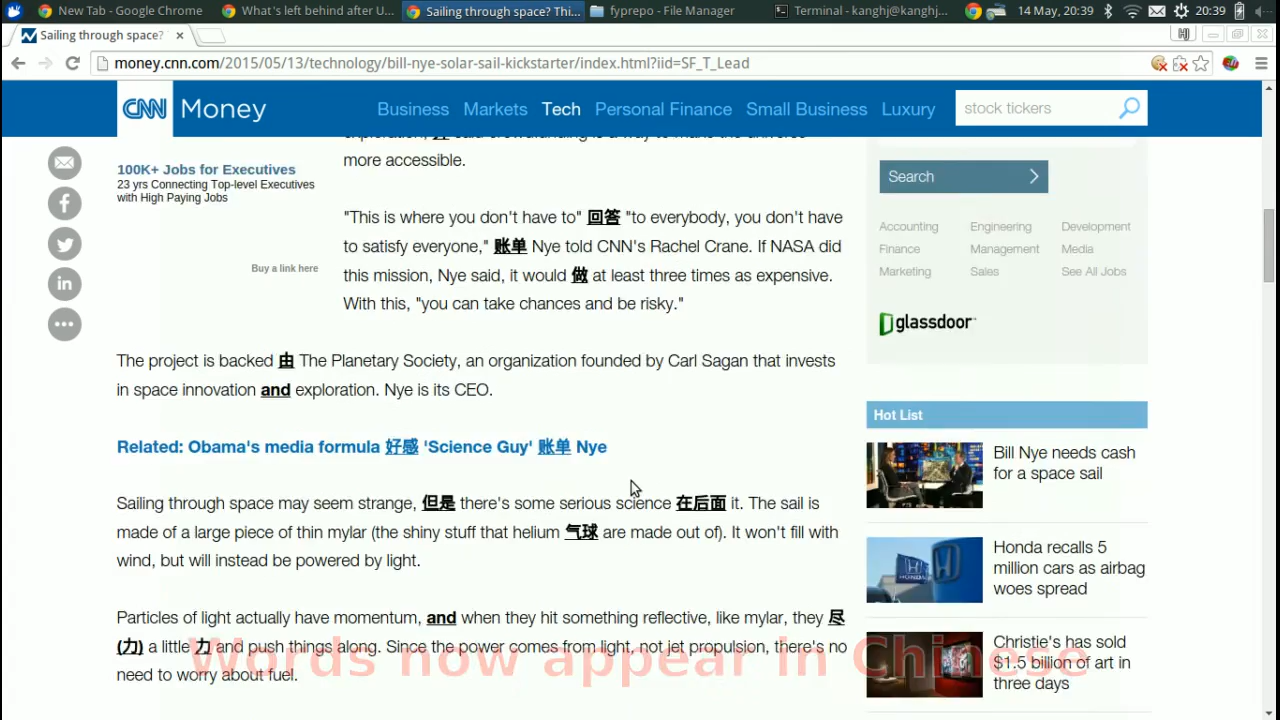 New Tab - Google Chrome
What's left behind after U...
Sailing through space? Thi...
fyprepo - File Manager
Terminal - kanghj@kanghj...
14 May, 20:39
20:39
Sailing through space?
money.cnn.com/2015/05/13/technology/bill-nye-solar-sail-kickstarter/index.html?iid=SF_T_Lead
CNN Money
Business Markets Tech Personal Finance Small Business Luxury
stock tickers
100K+ Jobs for Executives
23 yrs Connecting Top-level Executives
with High Paying Jobs
Buy a link here
more accessible.
"This is where you don't have to" 回答 "to everybody, you don't have
to satisfy everyone," 账单 Nye told CNN's Rachel Crane. If NASA did
this mission, Nye said, it would 做 at least three times as expensive.
With this, "you can take chances and be risky."
The project is backed 由 The Planetary Society, an organization founded by Carl Sagan that invests
in space innovation and exploration. Nye is its CEO.
Related: Obama's media formula 好感 'Science Guy' 账单 Nye
Sailing through space may seem strange, 但是 there's some serious science 在后面 it. The sail is
made of a large piece of thin mylar (the shiny stuff that helium 气球 are made out of). It won't fill with
wind, but will instead be powered by light.
Particles of light actually have momentum, and when they hit something reflective, like mylar, they 尽
(力) a little 力 and push things along. Since the power comes from light, not jet propulsion, there's no
need to worry about fuel.
Words now appear in Chinese
Search
Accounting Engineering Development
Finance Management Media
Marketing Sales See All Jobs
glassdoor
Hot List
Bill Nye needs cash
for a space sail
Honda recalls 5
million cars as airbag
woes spread
Christie's has sold
$1.5 billion of art in
three days